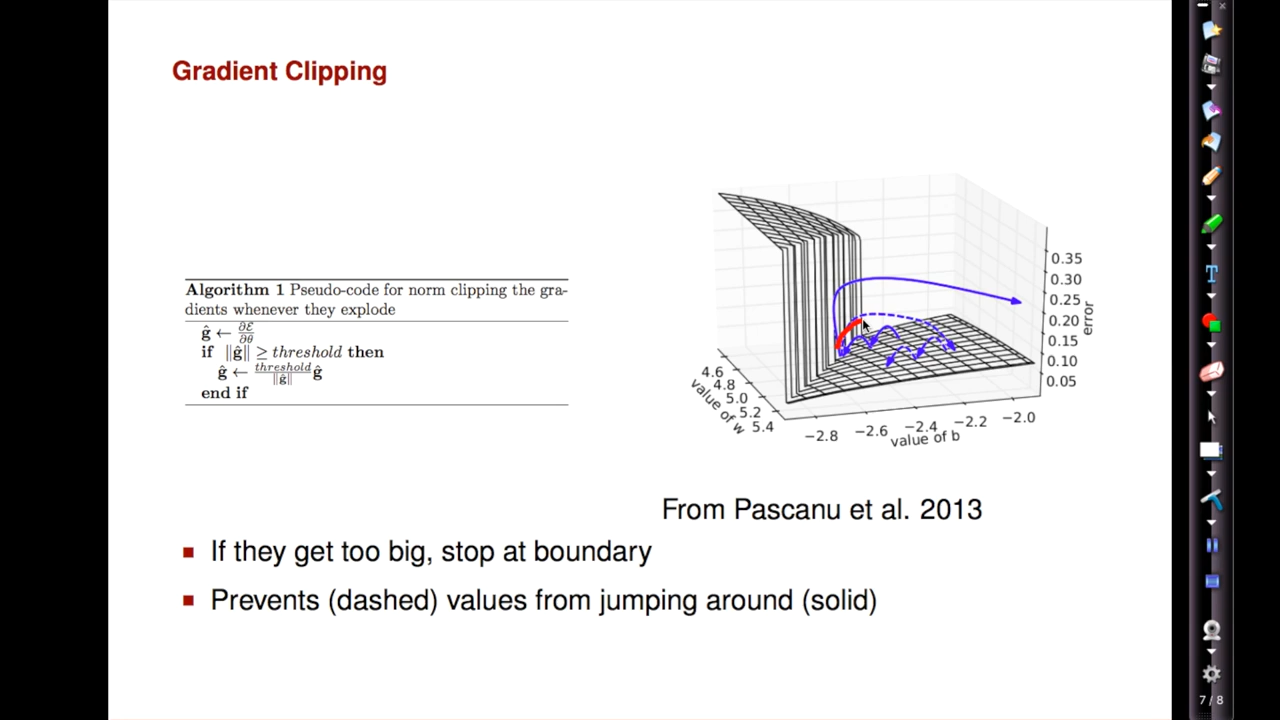 Gradient Clipping
Algorithm 1 Pseudo-code for norm clipping the gra-
dients whenever they explode
ĝ ← ∂ℰ/∂θ
if ‖ĝ‖ ≥ threshold then
ĝ ← threshold/‖ĝ‖ ĝ
end if
0.35
0.30
0.25
0.20
0.15
0.10
0.05
error
4.6
4.8
5.0
5.2
5.4
value of w
−2.8
−2.6
−2.4
−2.2
−2.0
value of b
From Pascanu et al. 2013
If they get too big, stop at boundary
Prevents (dashed) values from jumping around (solid)
T
7 / 8